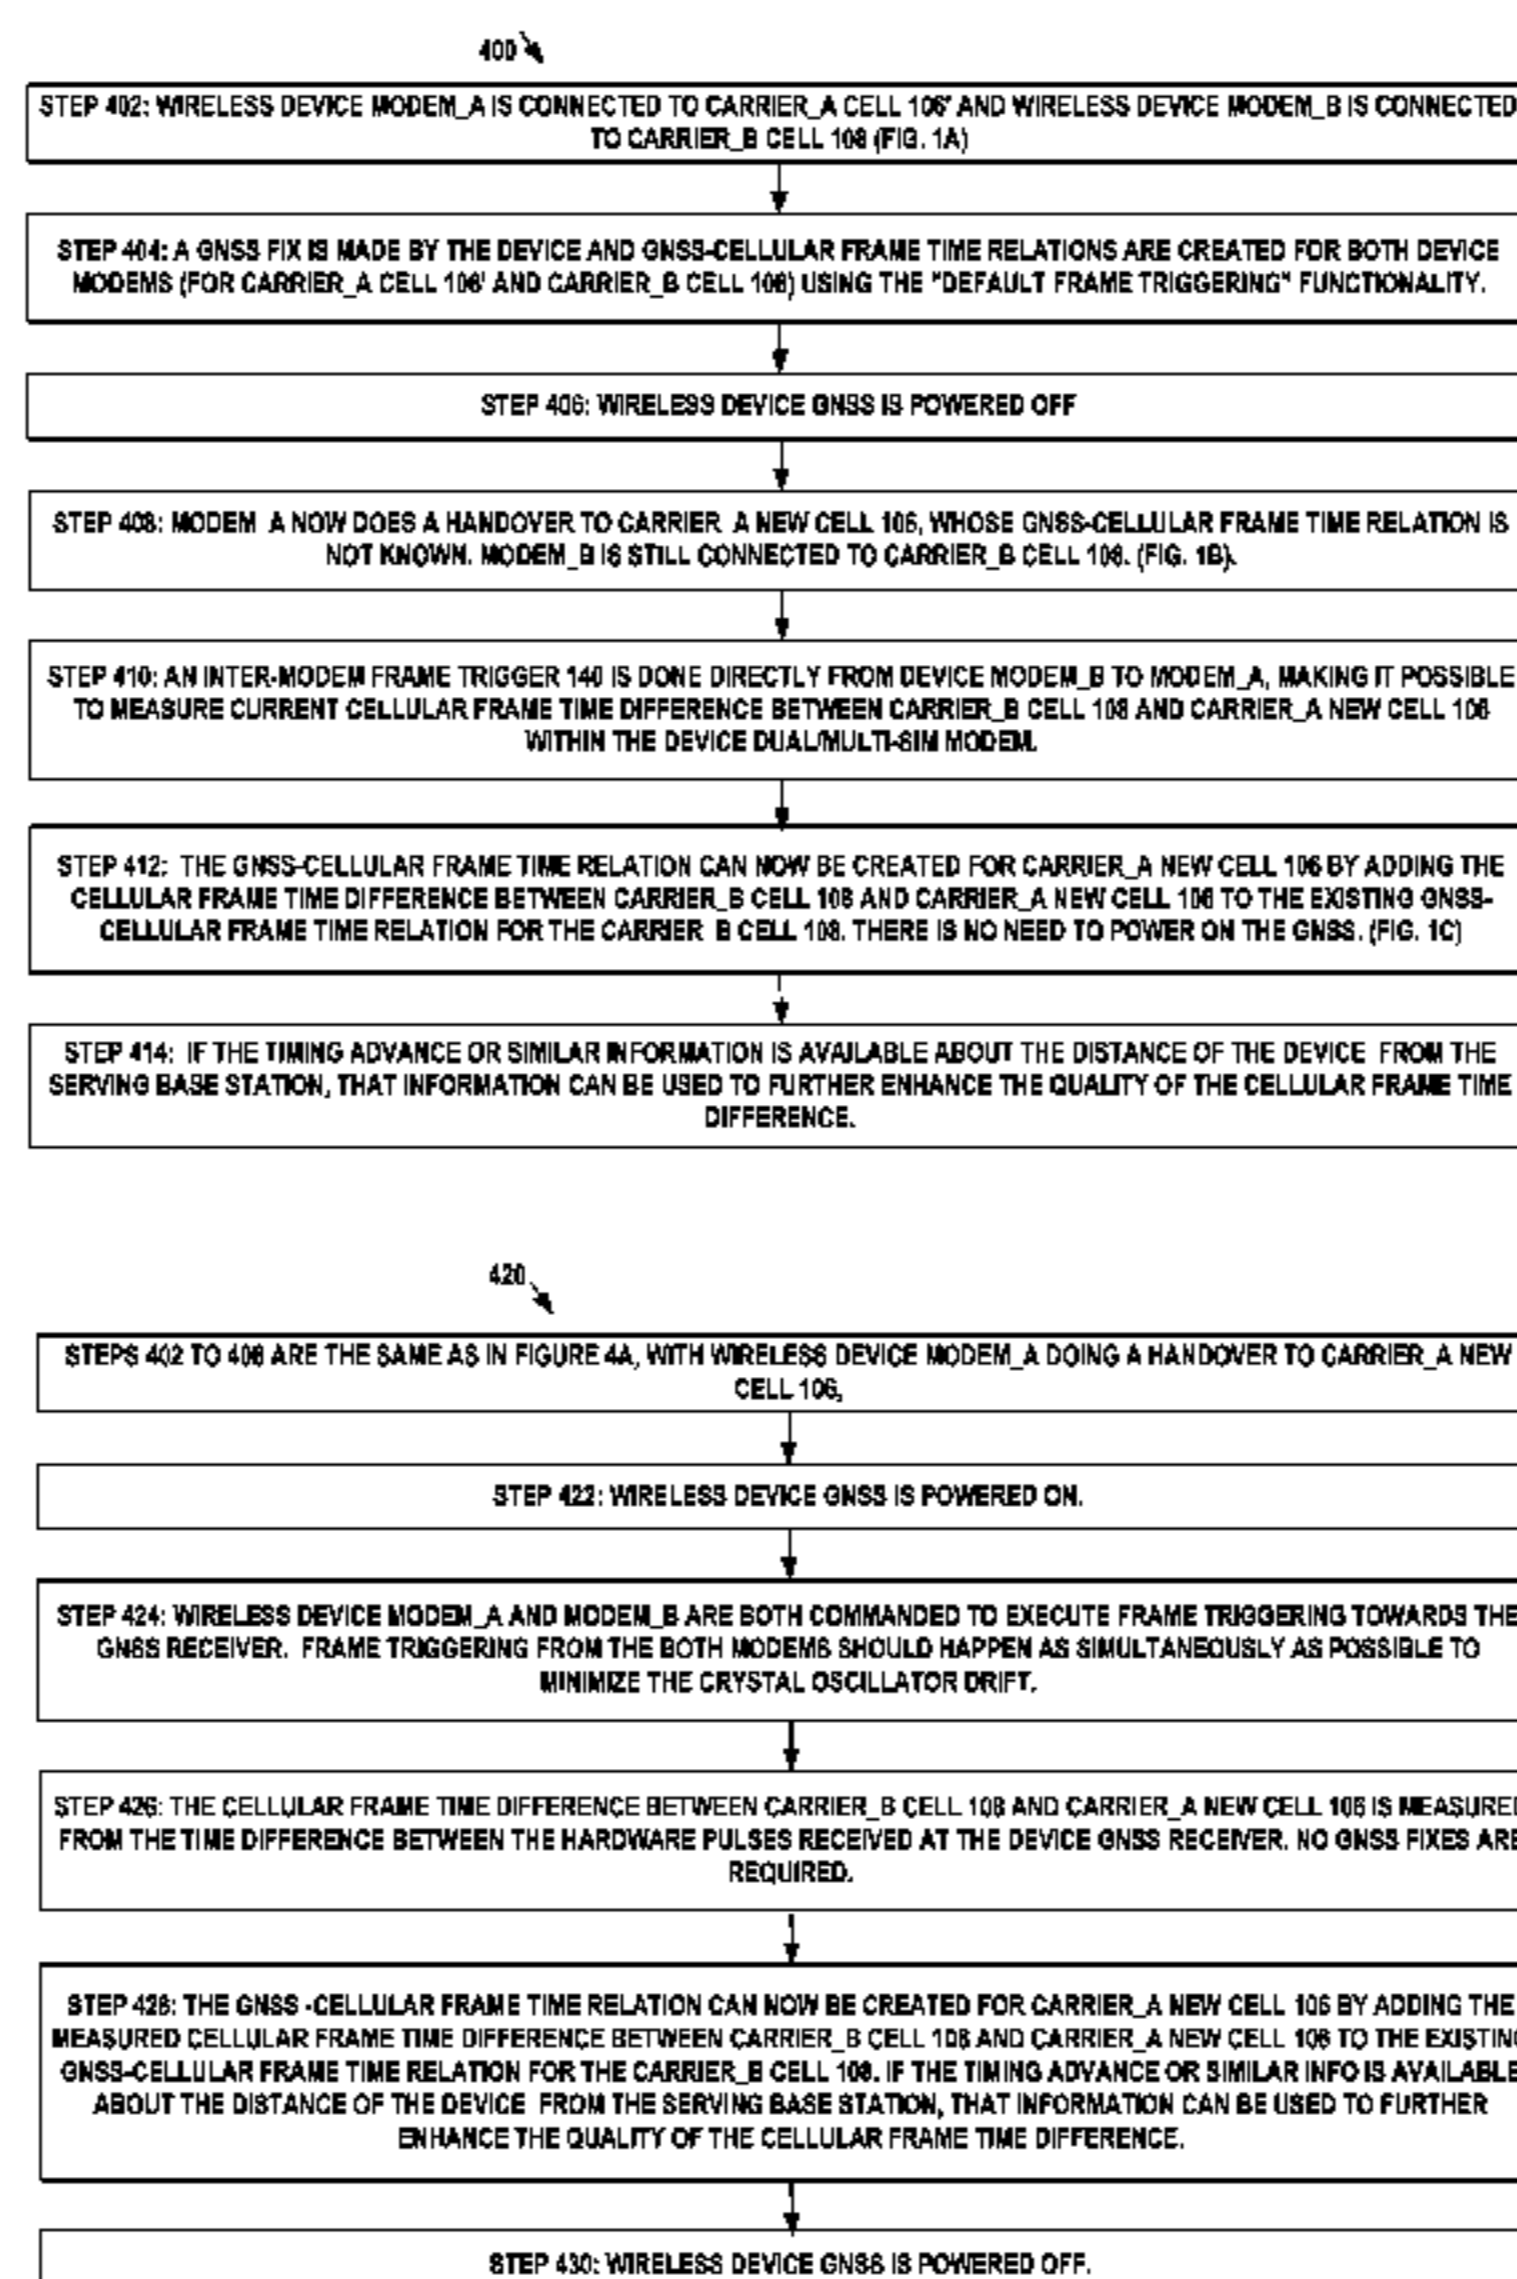 400
STEP 402: WIRELESS DEVICE MODEM_A IS CONNECTED TO CARRIER_A CELL 106' AND WIRELESS DEVICE MODEM_B IS CONNECTED
TO CARRIER_B CELL 108 (FIG. 1A)
STEP 404: A GNSS FIX IS MADE BY THE DEVICE AND GNSS-CELLULAR FRAME TIME RELATIONS ARE CREATED FOR BOTH DEVICE
MODEMS (FOR CARRIER_A CELL 106' AND CARRIER_B CELL 108) USING THE "DEFAULT FRAME TRIGGERING" FUNCTIONALITY.
STEP 406: WIRELESS DEVICE GNSS IS POWERED OFF
STEP 408: MODEM_A NOW DOES A HANDOVER TO CARRIER_A NEW CELL 106, WHOSE GNSS-CELLULAR FRAME TIME RELATION IS
NOT KNOWN. MODEM_B IS STILL CONNECTED TO CARRIER_B CELL 108. (FIG. 1B).
STEP 410: AN INTER-MODEM FRAME TRIGGER 140 IS DONE DIRECTLY FROM DEVICE MODEM_B TO MODEM_A, MAKING IT POSSIBLE
TO MEASURE CURRENT CELLULAR FRAME TIME DIFFERENCE BETWEEN CARRIER_B CELL 108 AND CARRIER_A NEW CELL 106
WITHIN THE DEVICE DUAL/MULTI-SIM MODEM.
STEP 412: THE GNSS-CELLULAR FRAME TIME RELATION CAN NOW BE CREATED FOR CARRIER_A NEW CELL 106 BY ADDING THE
CELLULAR FRAME TIME DIFFERENCE BETWEEN CARRIER_B CELL 108 AND CARRIER_A NEW CELL 106 TO THE EXISTING GNSS-
CELLULAR FRAME TIME RELATION FOR THE CARRIER_B CELL 108. THERE IS NO NEED TO POWER ON THE GNSS. (FIG. 1C)
STEP 414: IF THE TIMING ADVANCE OR SIMILAR INFORMATION IS AVAILABLE ABOUT THE DISTANCE OF THE DEVICE FROM THE
SERVING BASE STATION, THAT INFORMATION CAN BE USED TO FURTHER ENHANCE THE QUALITY OF THE CELLULAR FRAME TIME
DIFFERENCE.
420
STEPS 402 TO 408 ARE THE SAME AS IN FIGURE 4A, WITH WIRELESS DEVICE MODEM_A DOING A HANDOVER TO CARRIER_A NEW
CELL 106,
STEP 422: WIRELESS DEVICE GNSS IS POWERED ON.
STEP 424: WIRELESS DEVICE MODEM_A AND MODEM_B ARE BOTH COMMANDED TO EXECUTE FRAME TRIGGERING TOWARDS THE
GNSS RECEIVER. FRAME TRIGGERING FROM THE BOTH MODEMS SHOULD HAPPEN AS SIMULTANEOUSLY AS POSSIBLE TO
MINIMIZE THE CRYSTAL OSCILLATOR DRIFT.
STEP 426: THE CELLULAR FRAME TIME DIFFERENCE BETWEEN CARRIER_B CELL 108 AND CARRIER_A NEW CELL 106 IS MEASURED
FROM THE TIME DIFFERENCE BETWEEN THE HARDWARE PULSES RECEIVED AT THE DEVICE GNSS RECEIVER. NO GNSS FIXES ARE
REQUIRED.
STEP 428: THE GNSS -CELLULAR FRAME TIME RELATION CAN NOW BE CREATED FOR CARRIER_A NEW CELL 106 BY ADDING THE
MEASURED CELLULAR FRAME TIME DIFFERENCE BETWEEN CARRIER_B CELL 108 AND CARRIER_A NEW CELL 106 TO THE EXISTING
GNSS-CELLULAR FRAME TIME RELATION FOR THE CARRIER_B CELL 108. IF THE TIMING ADVANCE OR SIMILAR INFO IS AVAILABLE
ABOUT THE DISTANCE OF THE DEVICE FROM THE SERVING BASE STATION, THAT INFORMATION CAN BE USED TO FURTHER
ENHANCE THE QUALITY OF THE CELLULAR FRAME TIME DIFFERENCE.
STEP 430: WIRELESS DEVICE GNSS IS POWERED OFF.